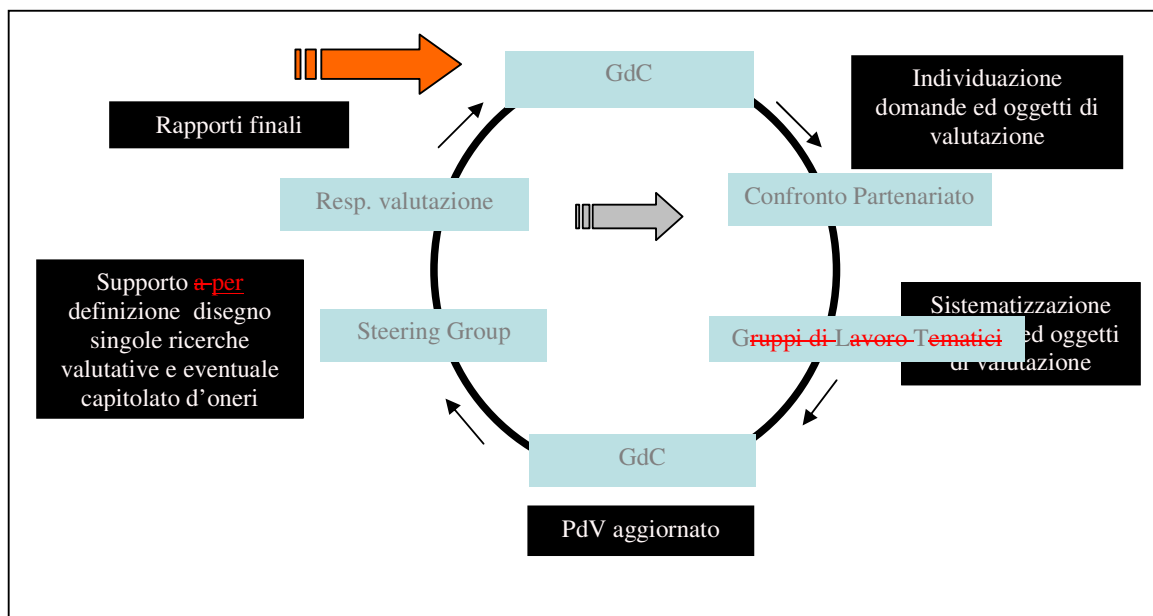 GdC
Individuazione
domande ed oggetti di
valutazione
Rapporti finali
Resp. valutazione
Confronto Partenariato
Supporto a per
definizione disegno
singole ricerche
valutative e eventuale
capitolato d'oneri
Steering Group
Sistematizzazione
Gruppi di Lavoro Tematici
ed oggetti
di valutazione
GdC
PdV aggiornato